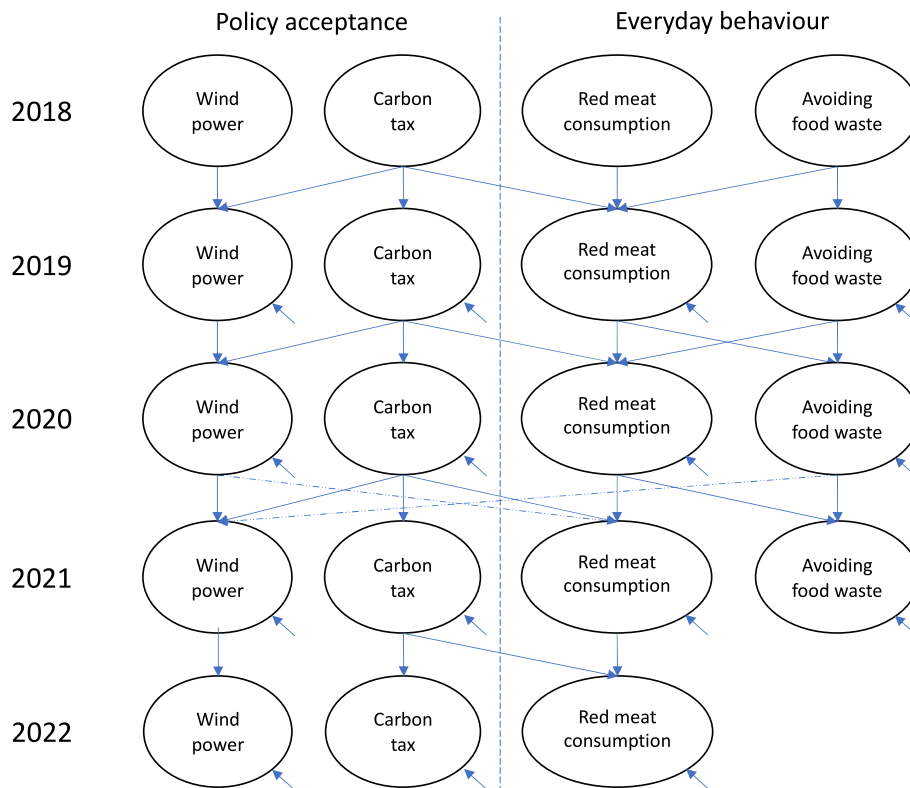 Policy acceptance
Everyday behaviour
2018
Wind
power
Carbon
tax
Red meat
consumption
Avoiding
food waste
2019
Wind
power
Carbon
tax
Red meat
consumption
Avoiding
food waste
2020
Wind
power
Carbon
tax
Red meat
consumption
Avoiding
food waste
2021
Wind
power
Carbon
tax
Red meat
consumption
Avoiding
food waste
2022
Wind
power
Carbon
tax
Red meat
consumption